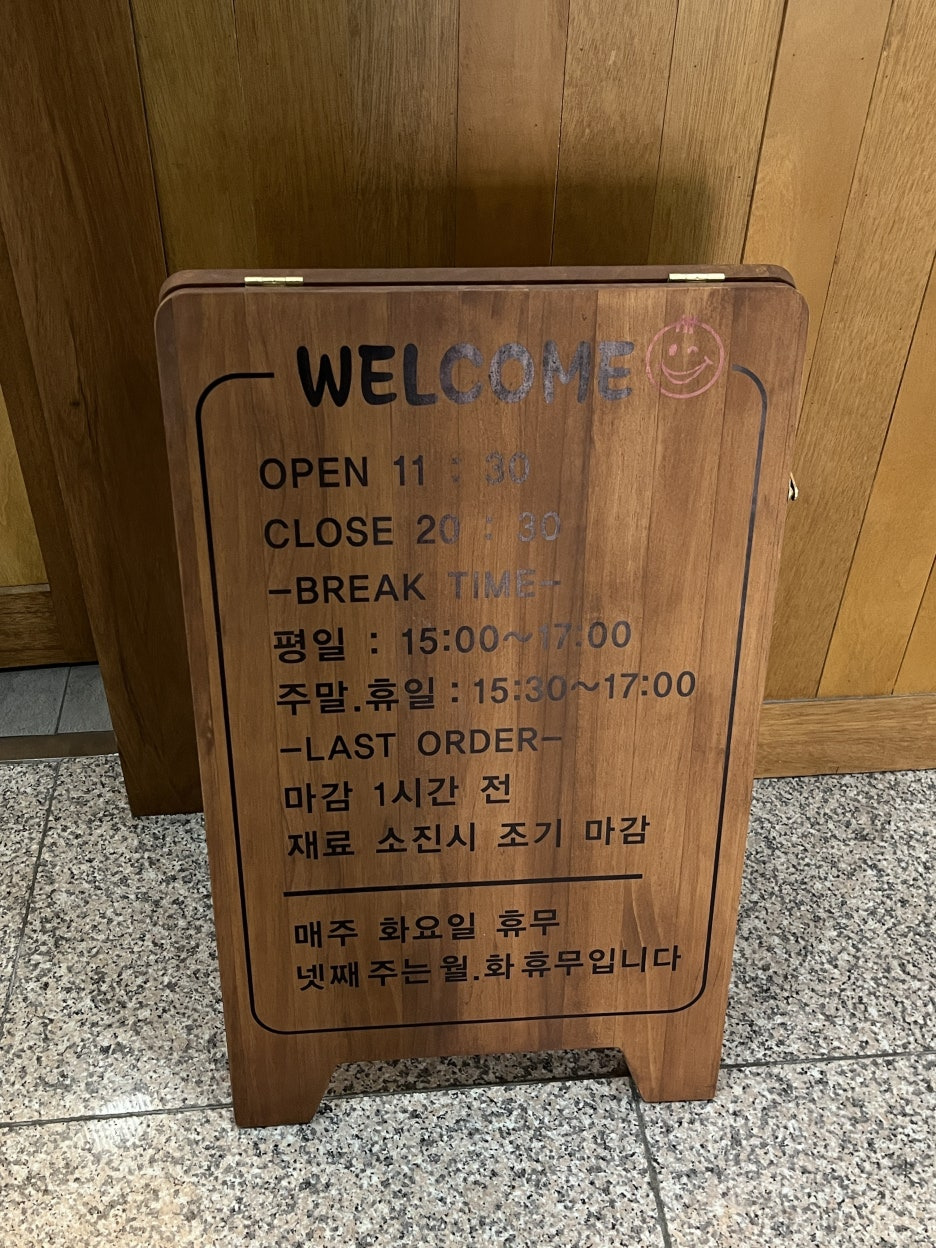 WELCOME
OPEN 11 : 30
CLOSE 20 : 30
-BREAK TIME-
평일 : 15:00~17:00
주말.휴일 : 15:30~17:00
-LAST ORDER-
마감 1시간 전
재료 소진시 조기 마감
매주 화요일 휴무
넷째주는월.화휴무입니다